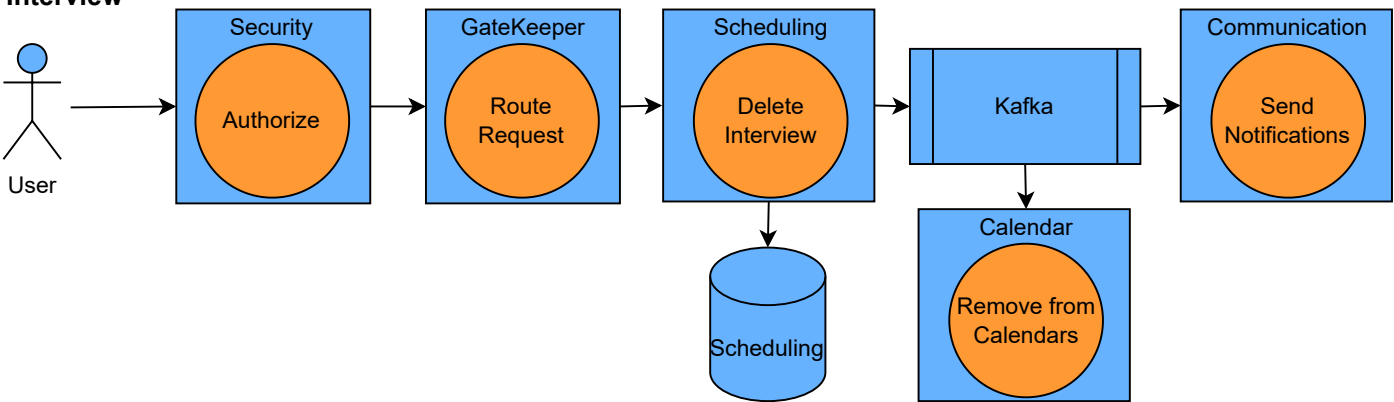 Interview
Security
GateKeeper
Scheduling
Communication
Authorize
Route
Request
Delete
Interview
Kafka
Send
Notifications
User
Calendar
Remove from
Calendars
Scheduling